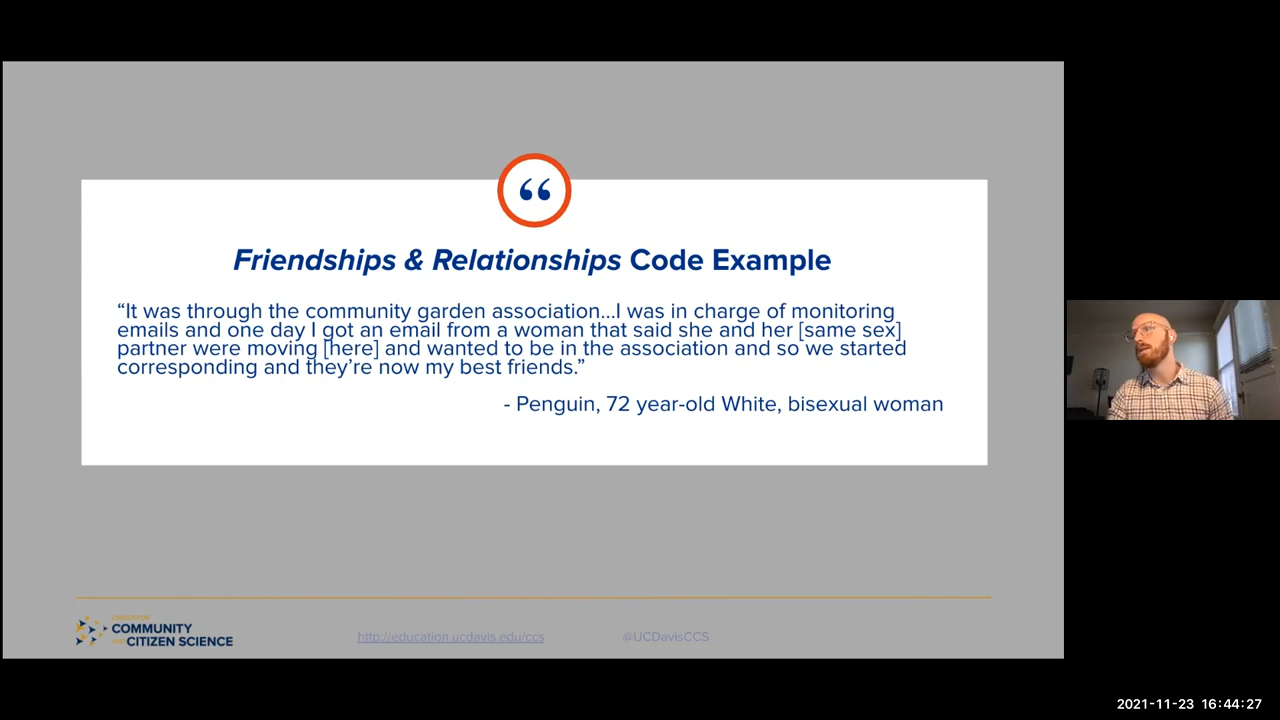 “
Friendships & Relationships Code Example
“It was through the community garden association...I was in charge of monitoring
emails and one day I got an email from a woman that said she and her [same sex]
partner were moving [here] and wanted to be in the association and so we started
corresponding and they’re now my best friends.”
- Penguin, 72 year-old White, bisexual woman
CENTER FOR
COMMUNITY
AND CITIZEN SCIENCE
http://education.ucdavis.edu/ccs
@UCDavisCCS
2021-11-23 16:44:27